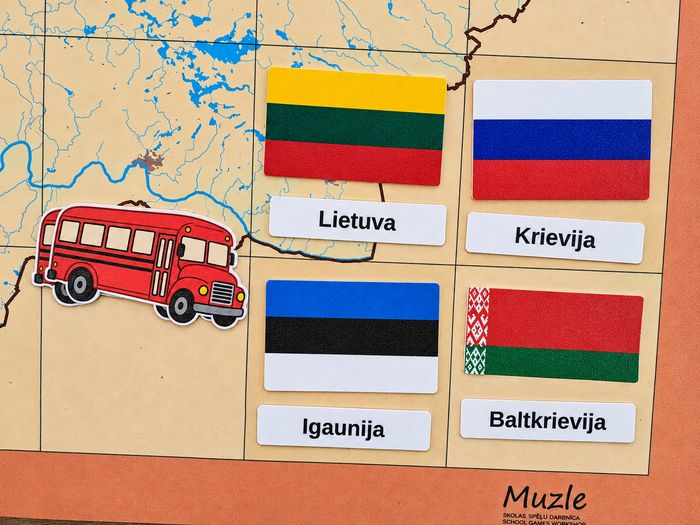 Lietuva
Krievija
Igaunija
Baltkrievija
Muzle
SKOLAS SPĒĻU DARBNĪCA
SCHOOL GAMES WORKSHOP